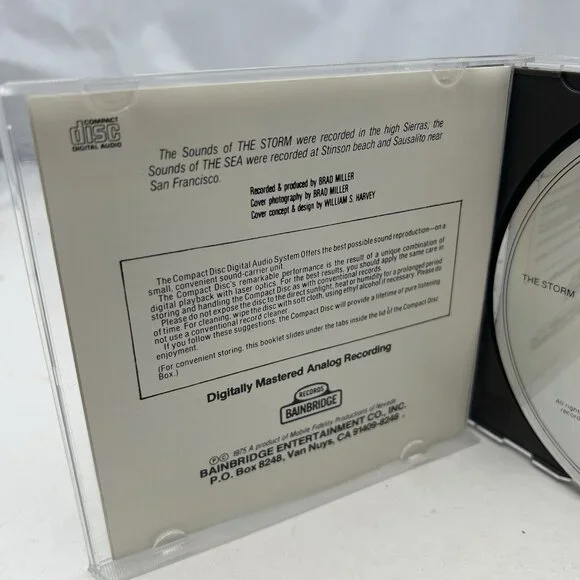 COMPACT
disc
DIGITAL AUDIO
The Sounds of THE STORM were recorded in the high Sierras; the
Sounds of THE SEA were recorded at Stinson beach and Sausalito near
San Francisco.
Recorded & produced by BRAD MILLER
Cover photography by BRAD MILLER
Cover concept & design by WILLIAM S. HARVEY
The Compact Disc Digital Audio System Offers the best possible sound reproduction—on a
small, convenient sound-carrier unit.
The Compact Disc's remarkable performance is the result of a unique combination of
digital playback with laser optics. For the best results, you should apply the same care in
storing and handling the Compact Disc as with conventional records.
Please do not expose the disc to the direct sunlight, heat or humidity for a prolonged period
of time. For cleaning, wipe the disc with soft cloth, using ethyl alcohol if necessary. Please do
not use a conventional record cleaner.
If you follow these suggestions, the Compact Disc will provide a lifetime of pure listening
enjoyment.
(For convenient storing, this booklet slides under the tabs inside the lid of the Compact Disc
Box.)
Digitally Mastered Analog Recording
RECORDS
BAINBRIDGE
℗© 1975 A product of Mobile Fidelity Productions of Nevada
BAINBRIDGE ENTERTAINMENT CO., INC.
P.O. Box 8248, Van Nuys, CA 91409-8248
THE STORM
All right